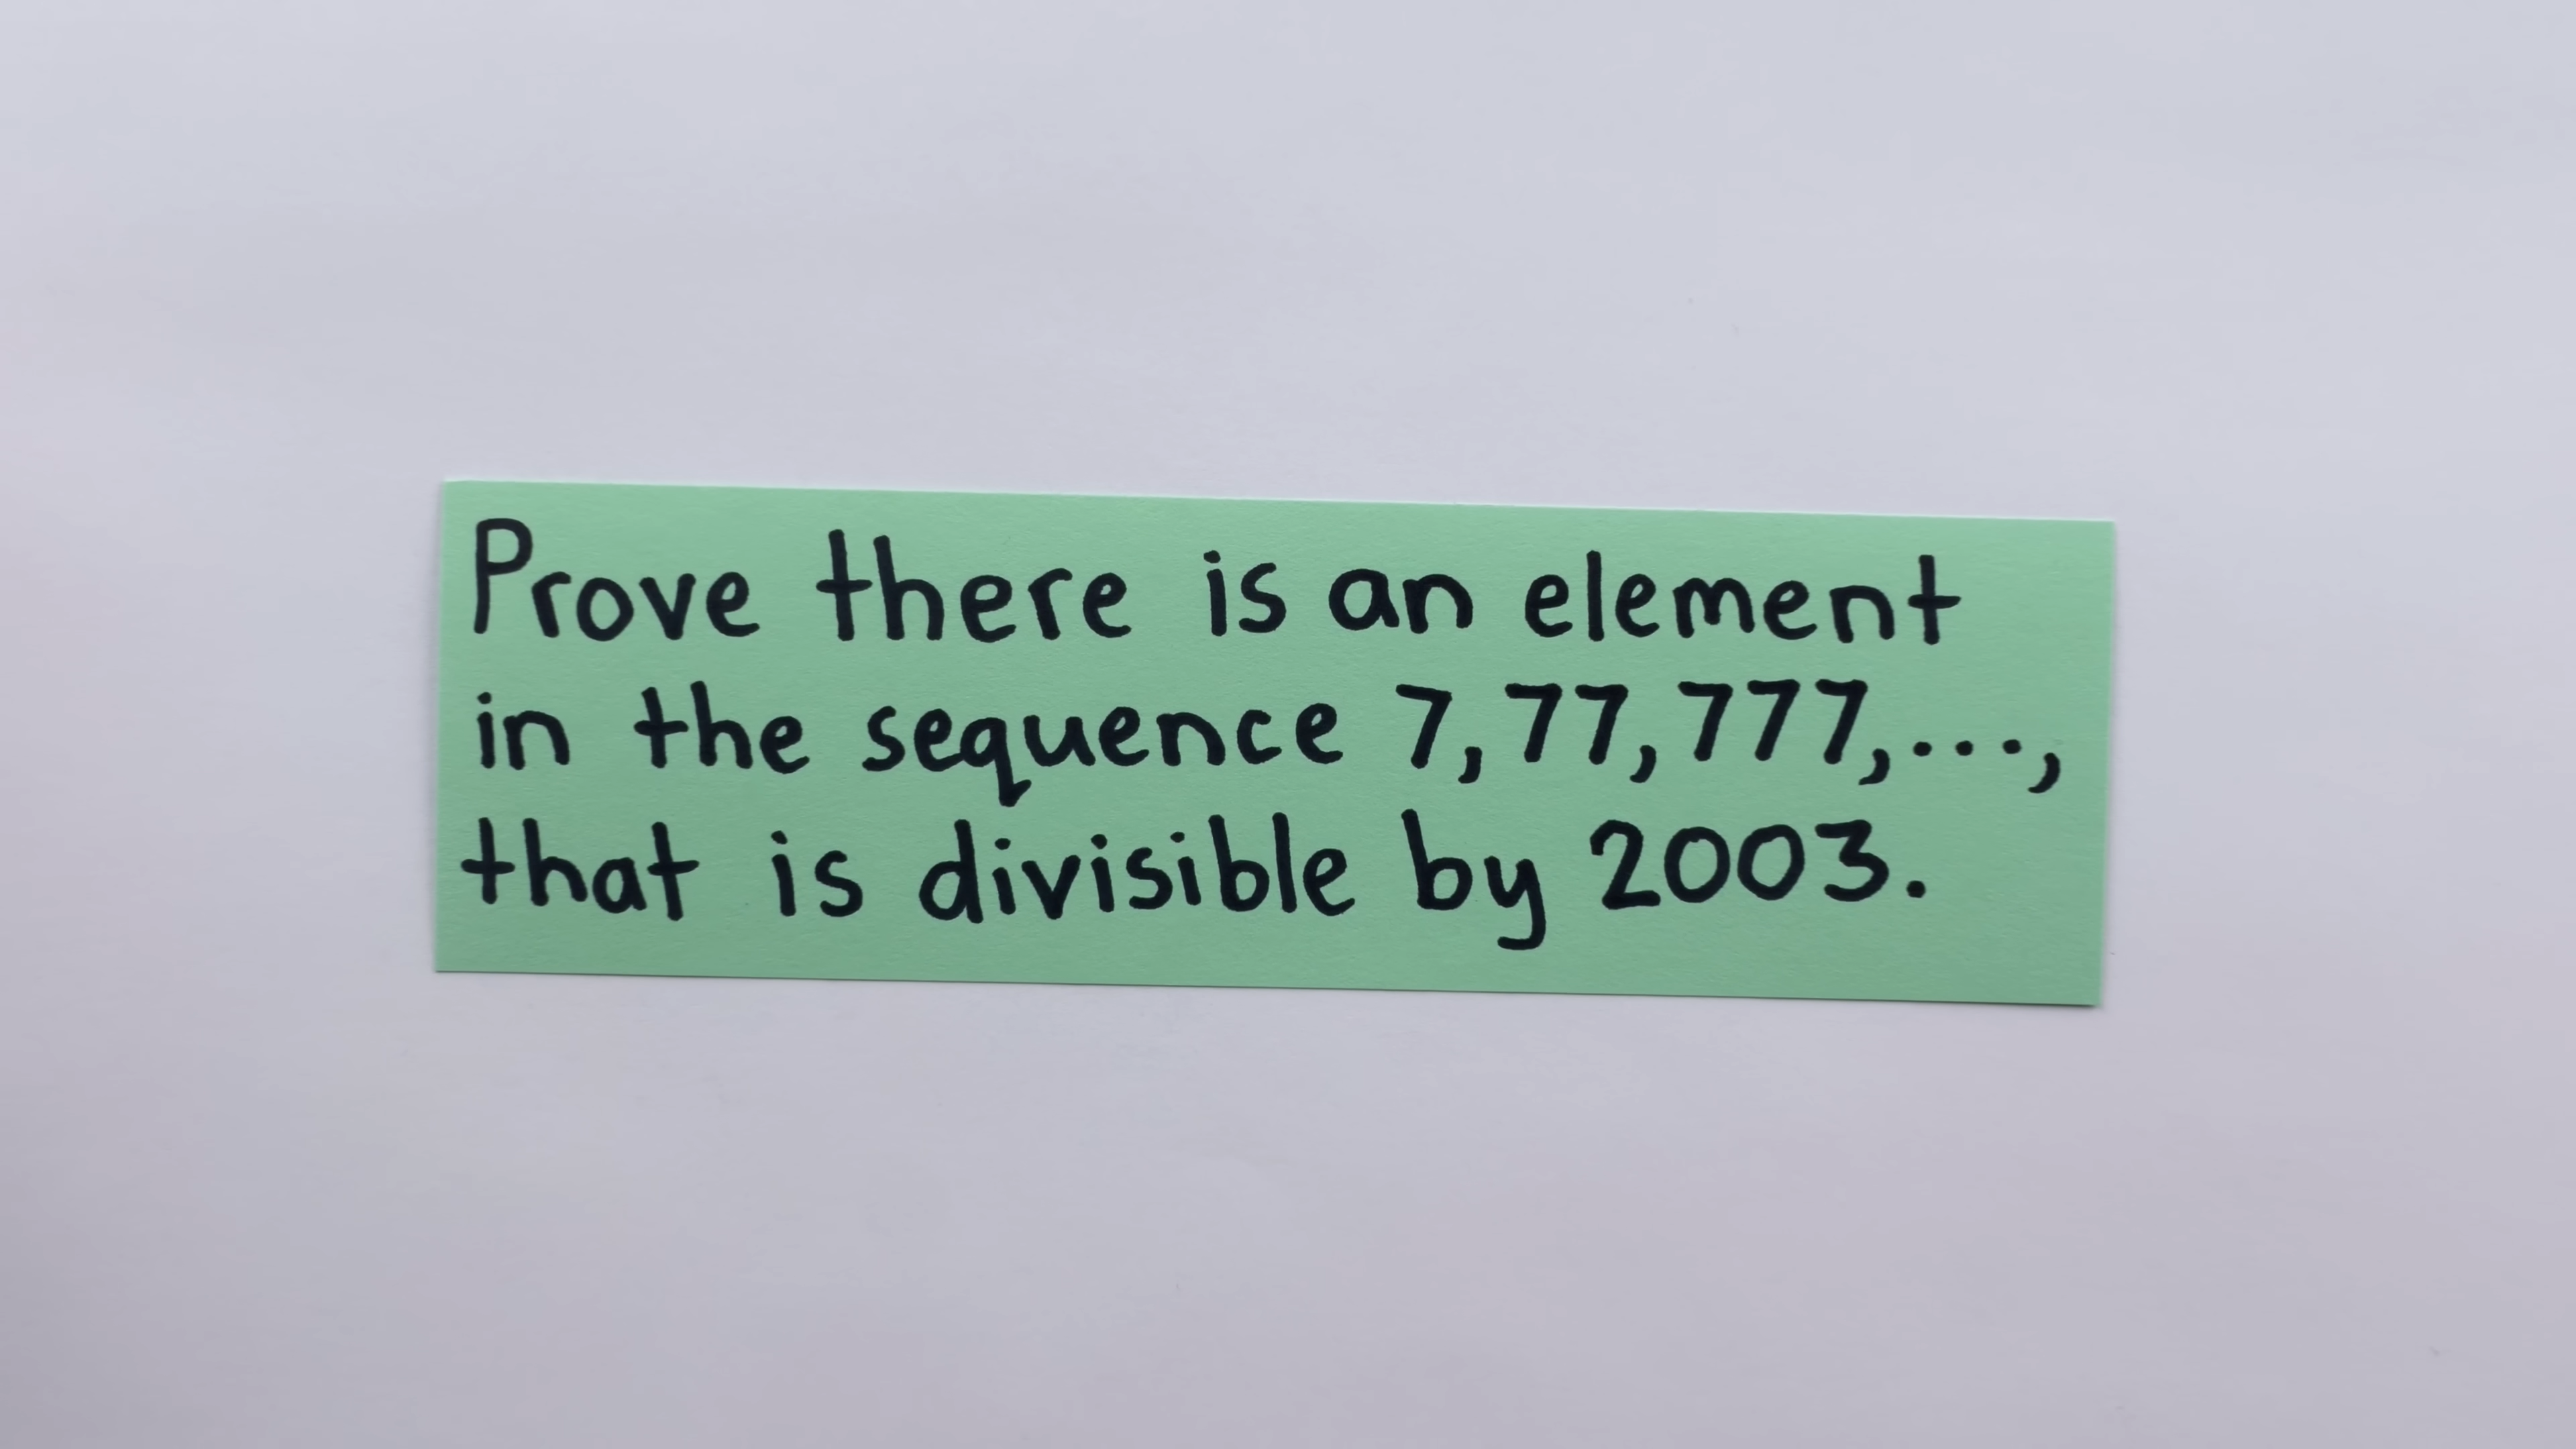 Prove there is an element
in the sequence 7,77,777,...,
that is divisible by 2003.